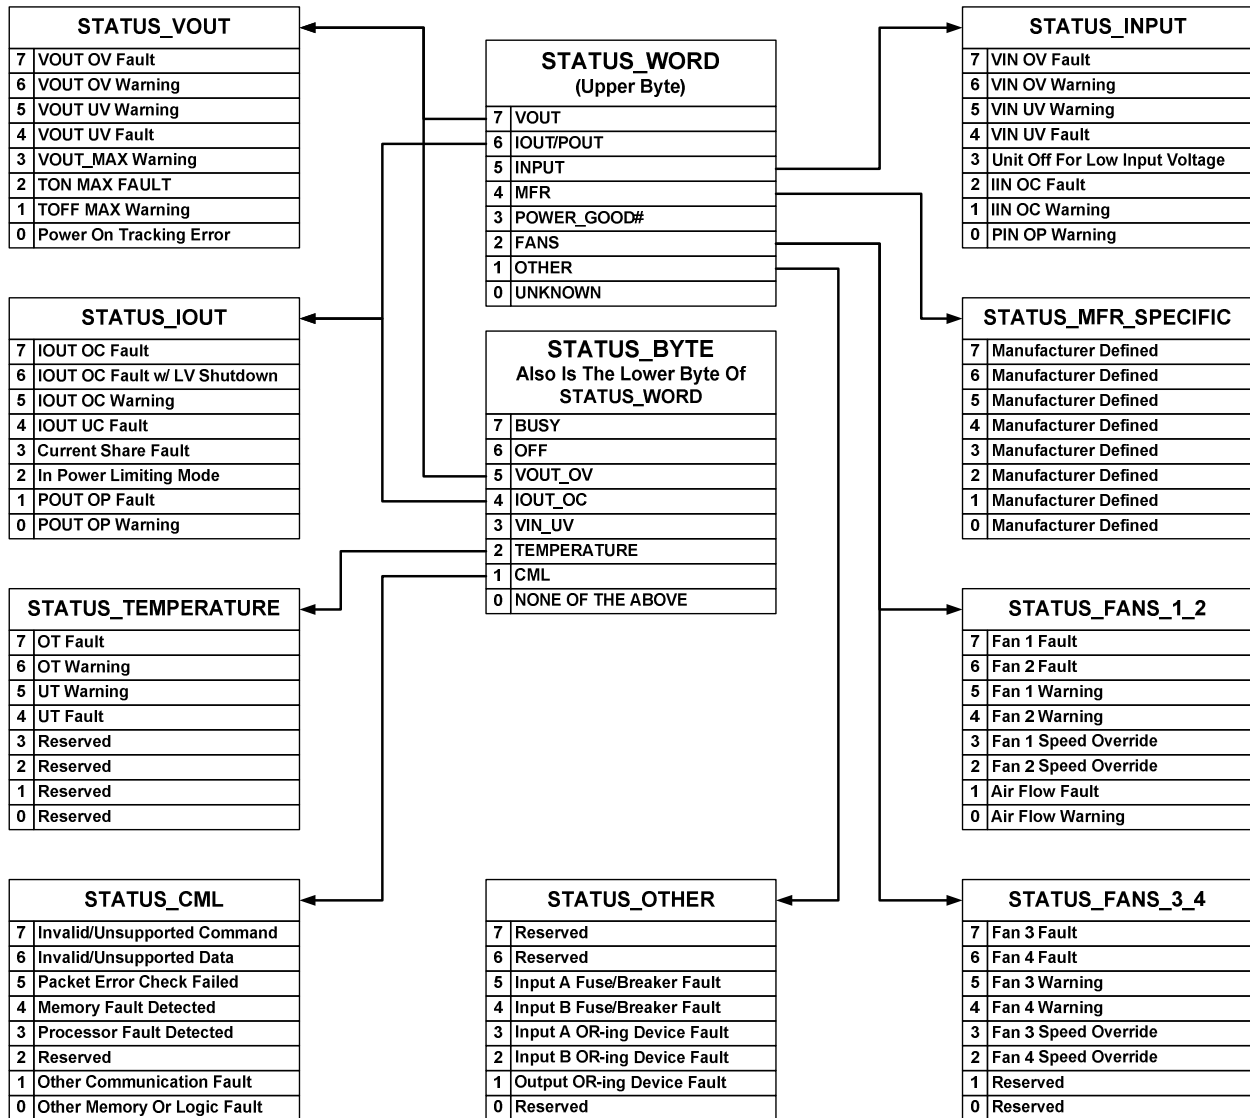 STATUS_VOUT
7 VOUT OV Fault
6 VOUT OV Warning
5 VOUT UV Warning
4 VOUT UV Fault
3 VOUT_MAX Warning
2 TON MAX FAULT
1 TOFF MAX Warning
0 Power On Tracking Error
STATUS_IOUT
7 IOUT OC Fault
6 IOUT OC Fault w/ LV Shutdown
5 IOUT OC Warning
4 IOUT UC Fault
3 Current Share Fault
2 In Power Limiting Mode
1 POUT OP Fault
0 POUT OP Warning
STATUS_TEMPERATURE
7 OT Fault
6 OT Warning
5 UT Warning
4 UT Fault
3 Reserved
2 Reserved
1 Reserved
0 Reserved
STATUS_CML
7 Invalid/Unsupported Command
6 Invalid/Unsupported Data
5 Packet Error Check Failed
4 Memory Fault Detected
3 Processor Fault Detected
2 Reserved
1 Other Communication Fault
0 Other Memory Or Logic Fault
STATUS_WORD
(Upper Byte)
7 VOUT
6 IOUT/POUT
5 INPUT
4 MFR
3 POWER_GOOD#
2 FANS
1 OTHER
0 UNKNOWN
STATUS_BYTE
Also Is The Lower Byte Of
STATUS_WORD
7 BUSY
6 OFF
5 VOUT_OV
4 IOUT_OC
3 VIN_UV
2 TEMPERATURE
1 CML
0 NONE OF THE ABOVE
STATUS_OTHER
7 Reserved
6 Reserved
5 Input A Fuse/Breaker Fault
4 Input B Fuse/Breaker Fault
3 Input A OR-ing Device Fault
2 Input B OR-ing Device Fault
1 Output OR-ing Device Fault
0 Reserved
STATUS_INPUT
7 VIN OV Fault
6 VIN OV Warning
5 VIN UV Warning
4 VIN UV Fault
3 Unit Off For Low Input Voltage
2 IIN OC Fault
1 IIN OC Warning
0 PIN OP Warning
STATUS_MFR_SPECIFIC
7 Manufacturer Defined
6 Manufacturer Defined
5 Manufacturer Defined
4 Manufacturer Defined
3 Manufacturer Defined
2 Manufacturer Defined
1 Manufacturer Defined
0 Manufacturer Defined
STATUS_FANS_1_2
7 Fan 1 Fault
6 Fan 2 Fault
5 Fan 1 Warning
4 Fan 2 Warning
3 Fan 1 Speed Override
2 Fan 2 Speed Override
1 Air Flow Fault
0 Air Flow Warning
STATUS_FANS_3_4
7 Fan 3 Fault
6 Fan 4 Fault
5 Fan 3 Warning
4 Fan 4 Warning
3 Fan 3 Speed Override
2 Fan 4 Speed Override
1 Reserved
0 Reserved